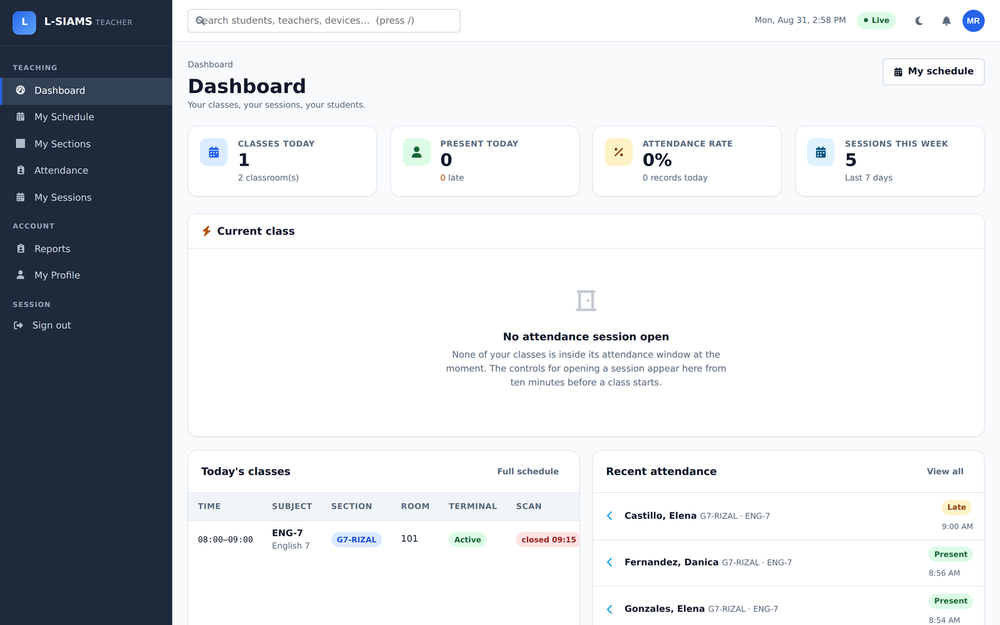 L
L-SIAMS TEACHER
TEACHING
Dashboard
My Schedule
My Sections
Attendance
My Sessions
ACCOUNT
Reports
My Profile
SESSION
Sign out
Search students, teachers, devices... (press /)
Mon, Aug 31, 2:58 PM
Live
MR
Dashboard
Dashboard
Your classes, your sessions, your students.
My schedule
CLASSES TODAY
1
2 classroom(s)
PRESENT TODAY
0
0 late
ATTENDANCE RATE
0%
0 records today
SESSIONS THIS WEEK
5
Last 7 days
Current class
No attendance session open
None of your classes is inside its attendance window at the
moment. The controls for opening a session appear here from
ten minutes before a class starts.
Today's classes
Full schedule
TIME SUBJECT SECTION ROOM TERMINAL SCAN
08:00–09:00 ENG-7 G7-RIZAL 101 Active closed 09:15
English 7
Recent attendance
View all
Castillo, Elena G7-RIZAL · ENG-7
Late
9:00 AM
Fernandez, Danica G7-RIZAL · ENG-7
Present
8:56 AM
Gonzales, Elena G7-RIZAL · ENG-7
Present
8:54 AM